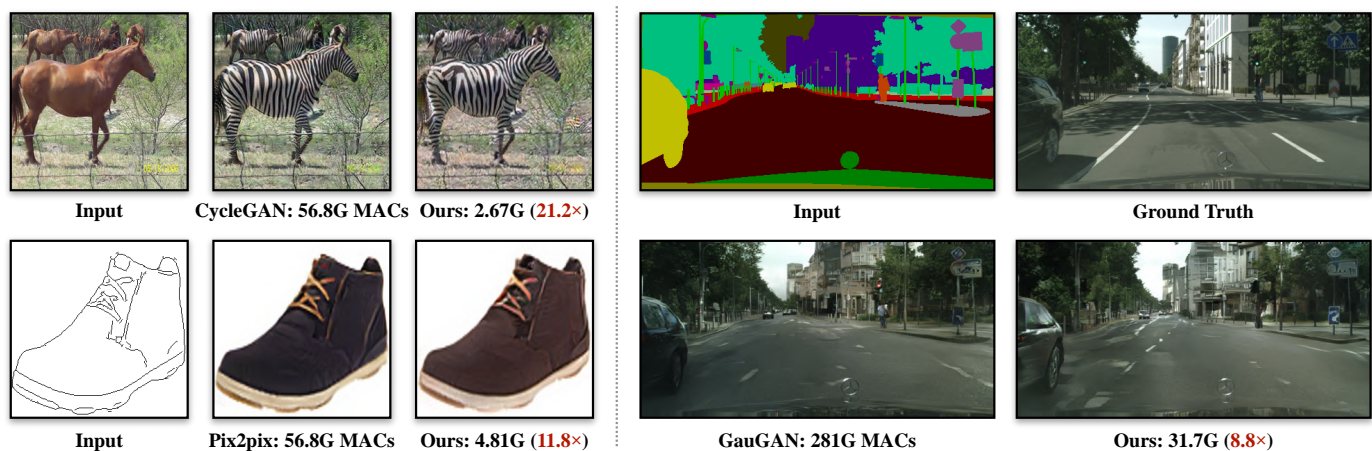 Input
CycleGAN: 56.8G MACs
Ours: 2.67G (21.2×)
Input
Ground Truth
Input
Pix2pix: 56.8G MACs
Ours: 4.81G (11.8×)
GauGAN: 281G MACs
Ours: 31.7G (8.8×)